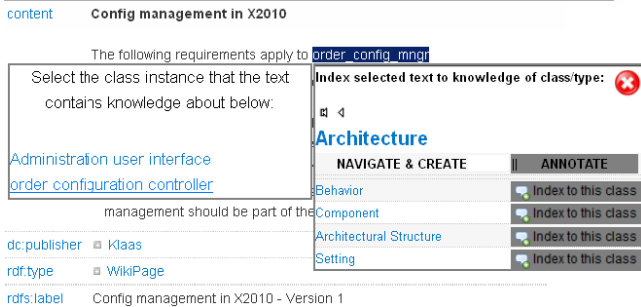 content Config management in X2010
The following requirements apply to order_config_mngr
Select the class instance that the text
contains knowledge about below:
Administration user interface
order configuration controller
Index selected text to knowledge of class/type:
Architecture
NAVIGATE & CREATE || ANNOTATE
Behavior Index to this class
Component Index to this class
Architectural Structure Index to this class
Setting Index to this class
management should be part of the
dc:publisher Klaas
rdf:type WikiPage
rdfs:label Config management in X2010 - Version 1